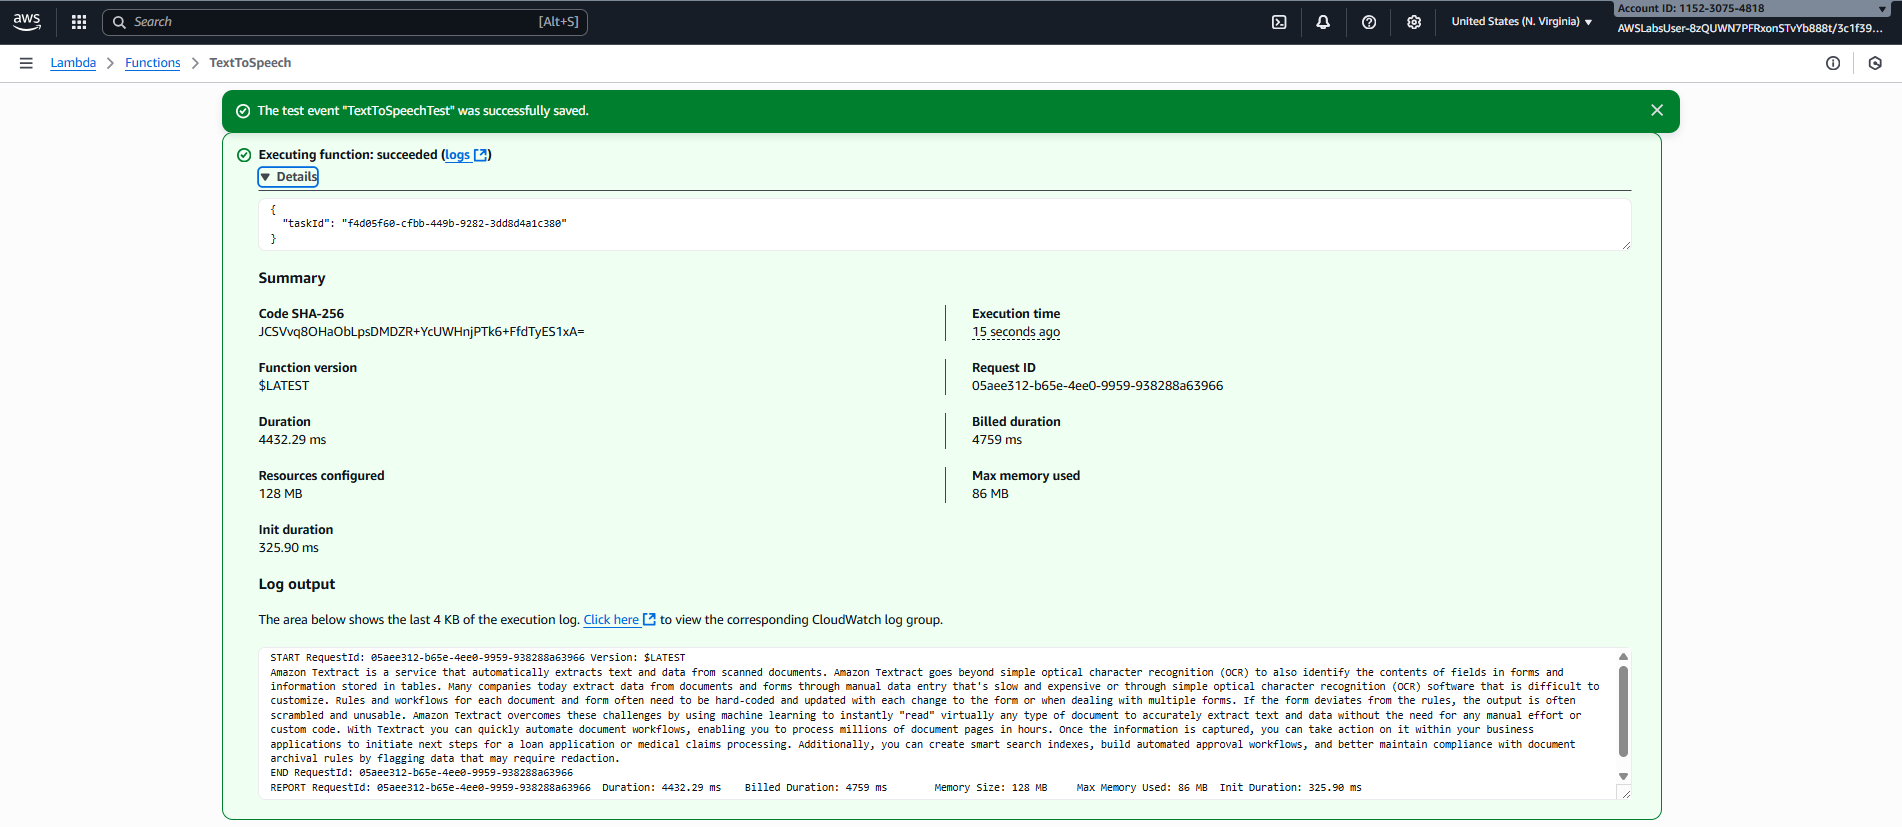 aws
Search [Alt+S]
United States (N. Virginia)
Account ID: 1152-3075-4818
AWSLabsUser-8zQUWN7PFRxonSTvYb888t/3c1f39...
Lambda
Functions
TextToSpeech
The test event "TextToSpeechTest" was successfully saved.
Executing function: succeeded (logs)
Details
{
"taskId": "f4d05f60-cfbb-449b-9282-3dd8d4a1c380"
}
Summary
Code SHA-256
JCSVvq8OHaObLpsDMDZR+YcUWHnjPTk6+FfdTyES1xA=
Execution time
15 seconds ago
Function version
$LATEST
Request ID
05aee312-b65e-4ee0-9959-938288a63966
Duration
4432.29 ms
Billed duration
4759 ms
Resources configured
128 MB
Max memory used
86 MB
Init duration
325.90 ms
Log output
The area below shows the last 4 KB of the execution log. Click here to view the corresponding CloudWatch log group.
START RequestId: 05aee312-b65e-4ee0-9959-938288a63966 Version: $LATEST
Amazon Textract is a service that automatically extracts text and data from scanned documents. Amazon Textract goes beyond simple optical character recognition (OCR) to also identify the contents of fields in forms and
information stored in tables. Many companies today extract data from documents and forms through manual data entry that's slow and expensive or through simple optical character recognition (OCR) software that is difficult to
customize. Rules and workflows for each document and form often need to be hard-coded and updated with each change to the form or when dealing with multiple forms. If the form deviates from the rules, the output is often
scrambled and unusable. Amazon Textract overcomes these challenges by using machine learning to instantly "read" virtually any type of document to accurately extract text and data without the need for any manual effort or
custom code. With Textract you can quickly automate document workflows, enabling you to process millions of document pages in hours. Once the information is captured, you can take action on it within your business
applications to initiate next steps for a loan application or medical claims processing. Additionally, you can create smart search indexes, build automated approval workflows, and better maintain compliance with document
archival rules by flagging data that may require redaction.
END RequestId: 05aee312-b65e-4ee0-9959-938288a63966
REPORT RequestId: 05aee312-b65e-4ee0-9959-938288a63966 Duration: 4432.29 ms Billed Duration: 4759 ms Memory Size: 128 MB Max Memory Used: 86 MB Init Duration: 325.90 ms